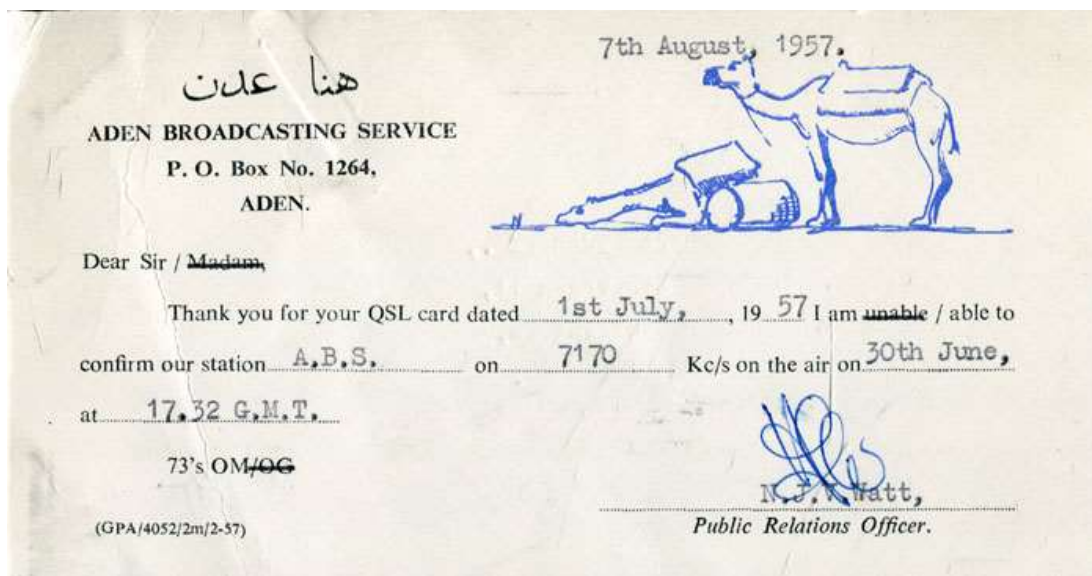 7th August, 1957.
هنا عدن
ADEN BROADCASTING SERVICE
P. O. Box No. 1264,
ADEN.
Dear Sir / Madam,
Thank you for your QSL card dated 1st July, , 19 57 I am unable / able to
confirm our station A.B.S. on 7170 Kc/s on the air on 30th June,
at 17.32 G.M.T.
73's OM/OG
N.J.V.Watt,
Public Relations Officer.
(GPA/4052/2m/2-57)